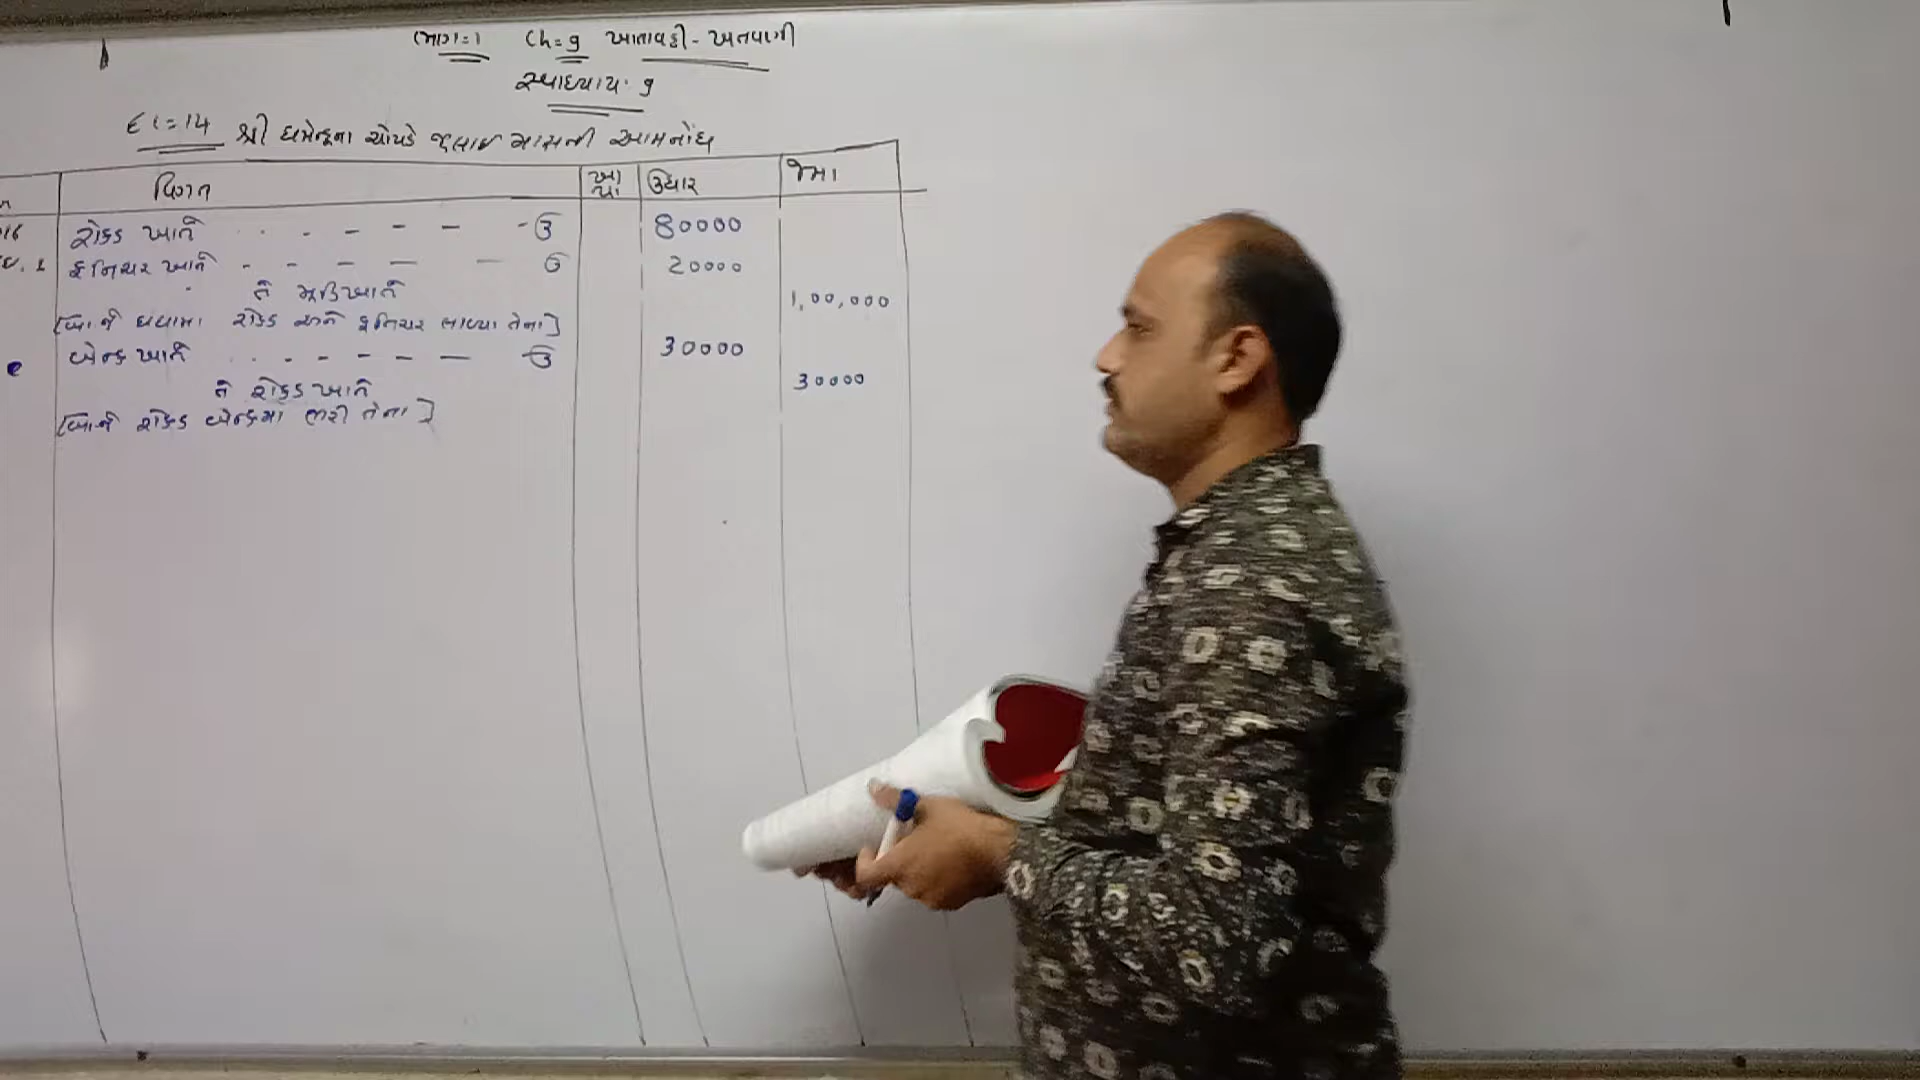 ભાગ=1 Ch=9 ખાતાવહી - ખતવણી
સ્વાધ્યાય. 9
દા=14 શ્રી ધર્મેન્દ્રના ચોપડે જુલાઈ માસની આમનોંધ
વિગત ખા પા ઉધાર જમા
રોકડ ખાતે . . . - - - - - ઉ 80000
ફર્નિચર ખાતે - - - - - ઉ 20000
તે મૂડી ખાતે 1,00,000
[બા.ને ધંધામાં રોકડ અને ફર્નિચર લાવ્યા તેના]
બેન્ક ખાતે . . - - - - - ઉ 30000
તે રોકડ ખાતે 30000
[બા.ને રોકડ બેન્કમાં ભરી તેના]